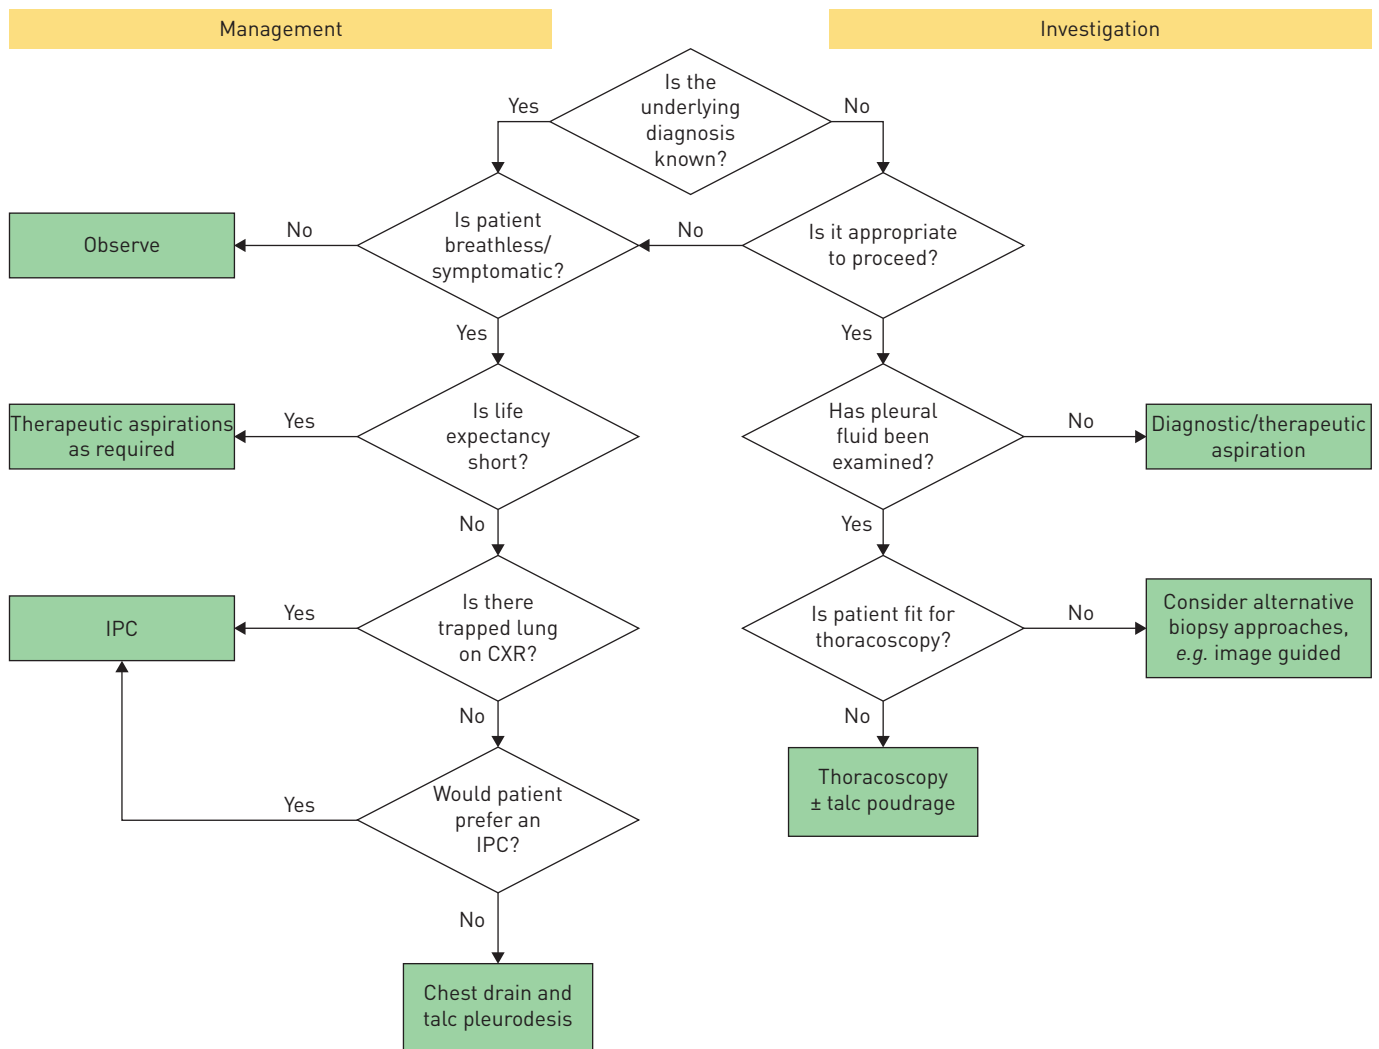 Management
Investigation
Is the
underlying
diagnosis
known?
Yes
No
Is patient
breathless/
symptomatic?
No
Observe
No
Is it appropriate
to proceed?
Yes
Yes
Is life
expectancy
short?
Yes
Therapeutic aspirations
as required
Has pleural
fluid been
examined?
No
Diagnostic/therapeutic
aspiration
No
Yes
Is there
trapped lung
on CXR?
Yes
IPC
Is patient fit for
thoracoscopy?
No
Consider alternative
biopsy approaches,
e.g. image guided
No
No
Would patient
prefer an
IPC?
Yes
Thoracoscopy
± talc poudrage
No
Chest drain and
talc pleurodesis